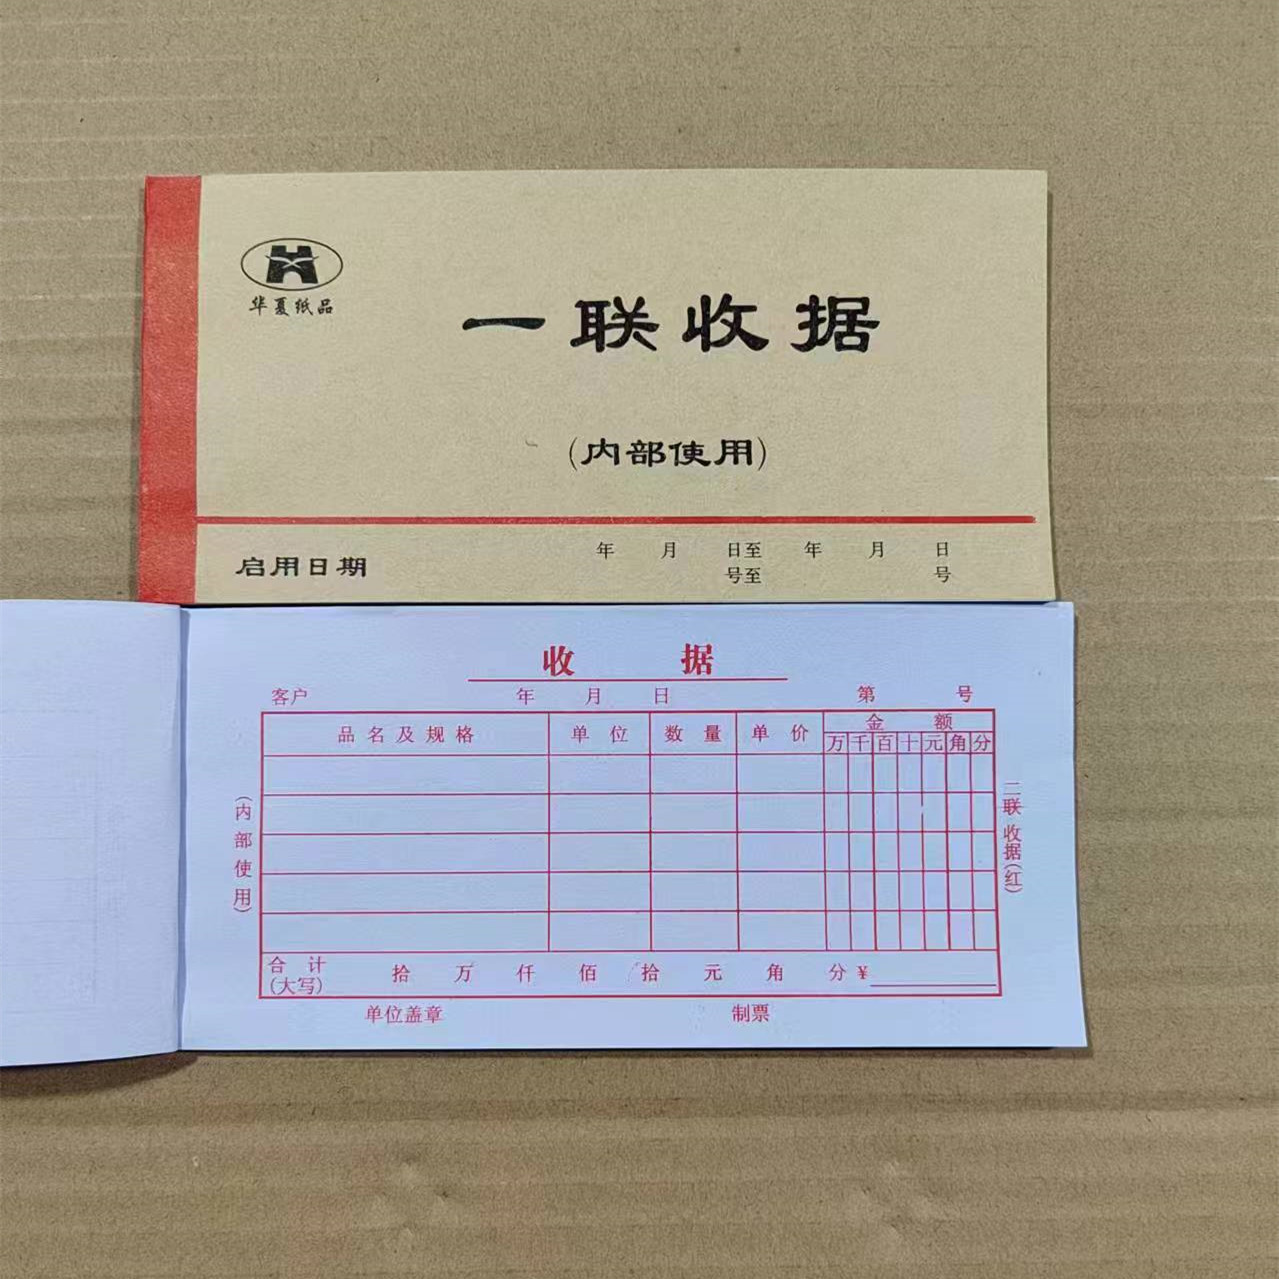 华夏纸品
一联收据
(内部使用)
启用日期
年 月 日至 年 月 日
号至 号
收 据
客户 年 月 日 第 号
品名及规格 单位 数量 单价 金额
万 千 百 十 元 角 分
(内部使用)
二联收据(红)
合计 拾 万 仟 佰 拾 元 角 分 ¥
(大写)
单位盖章 制票